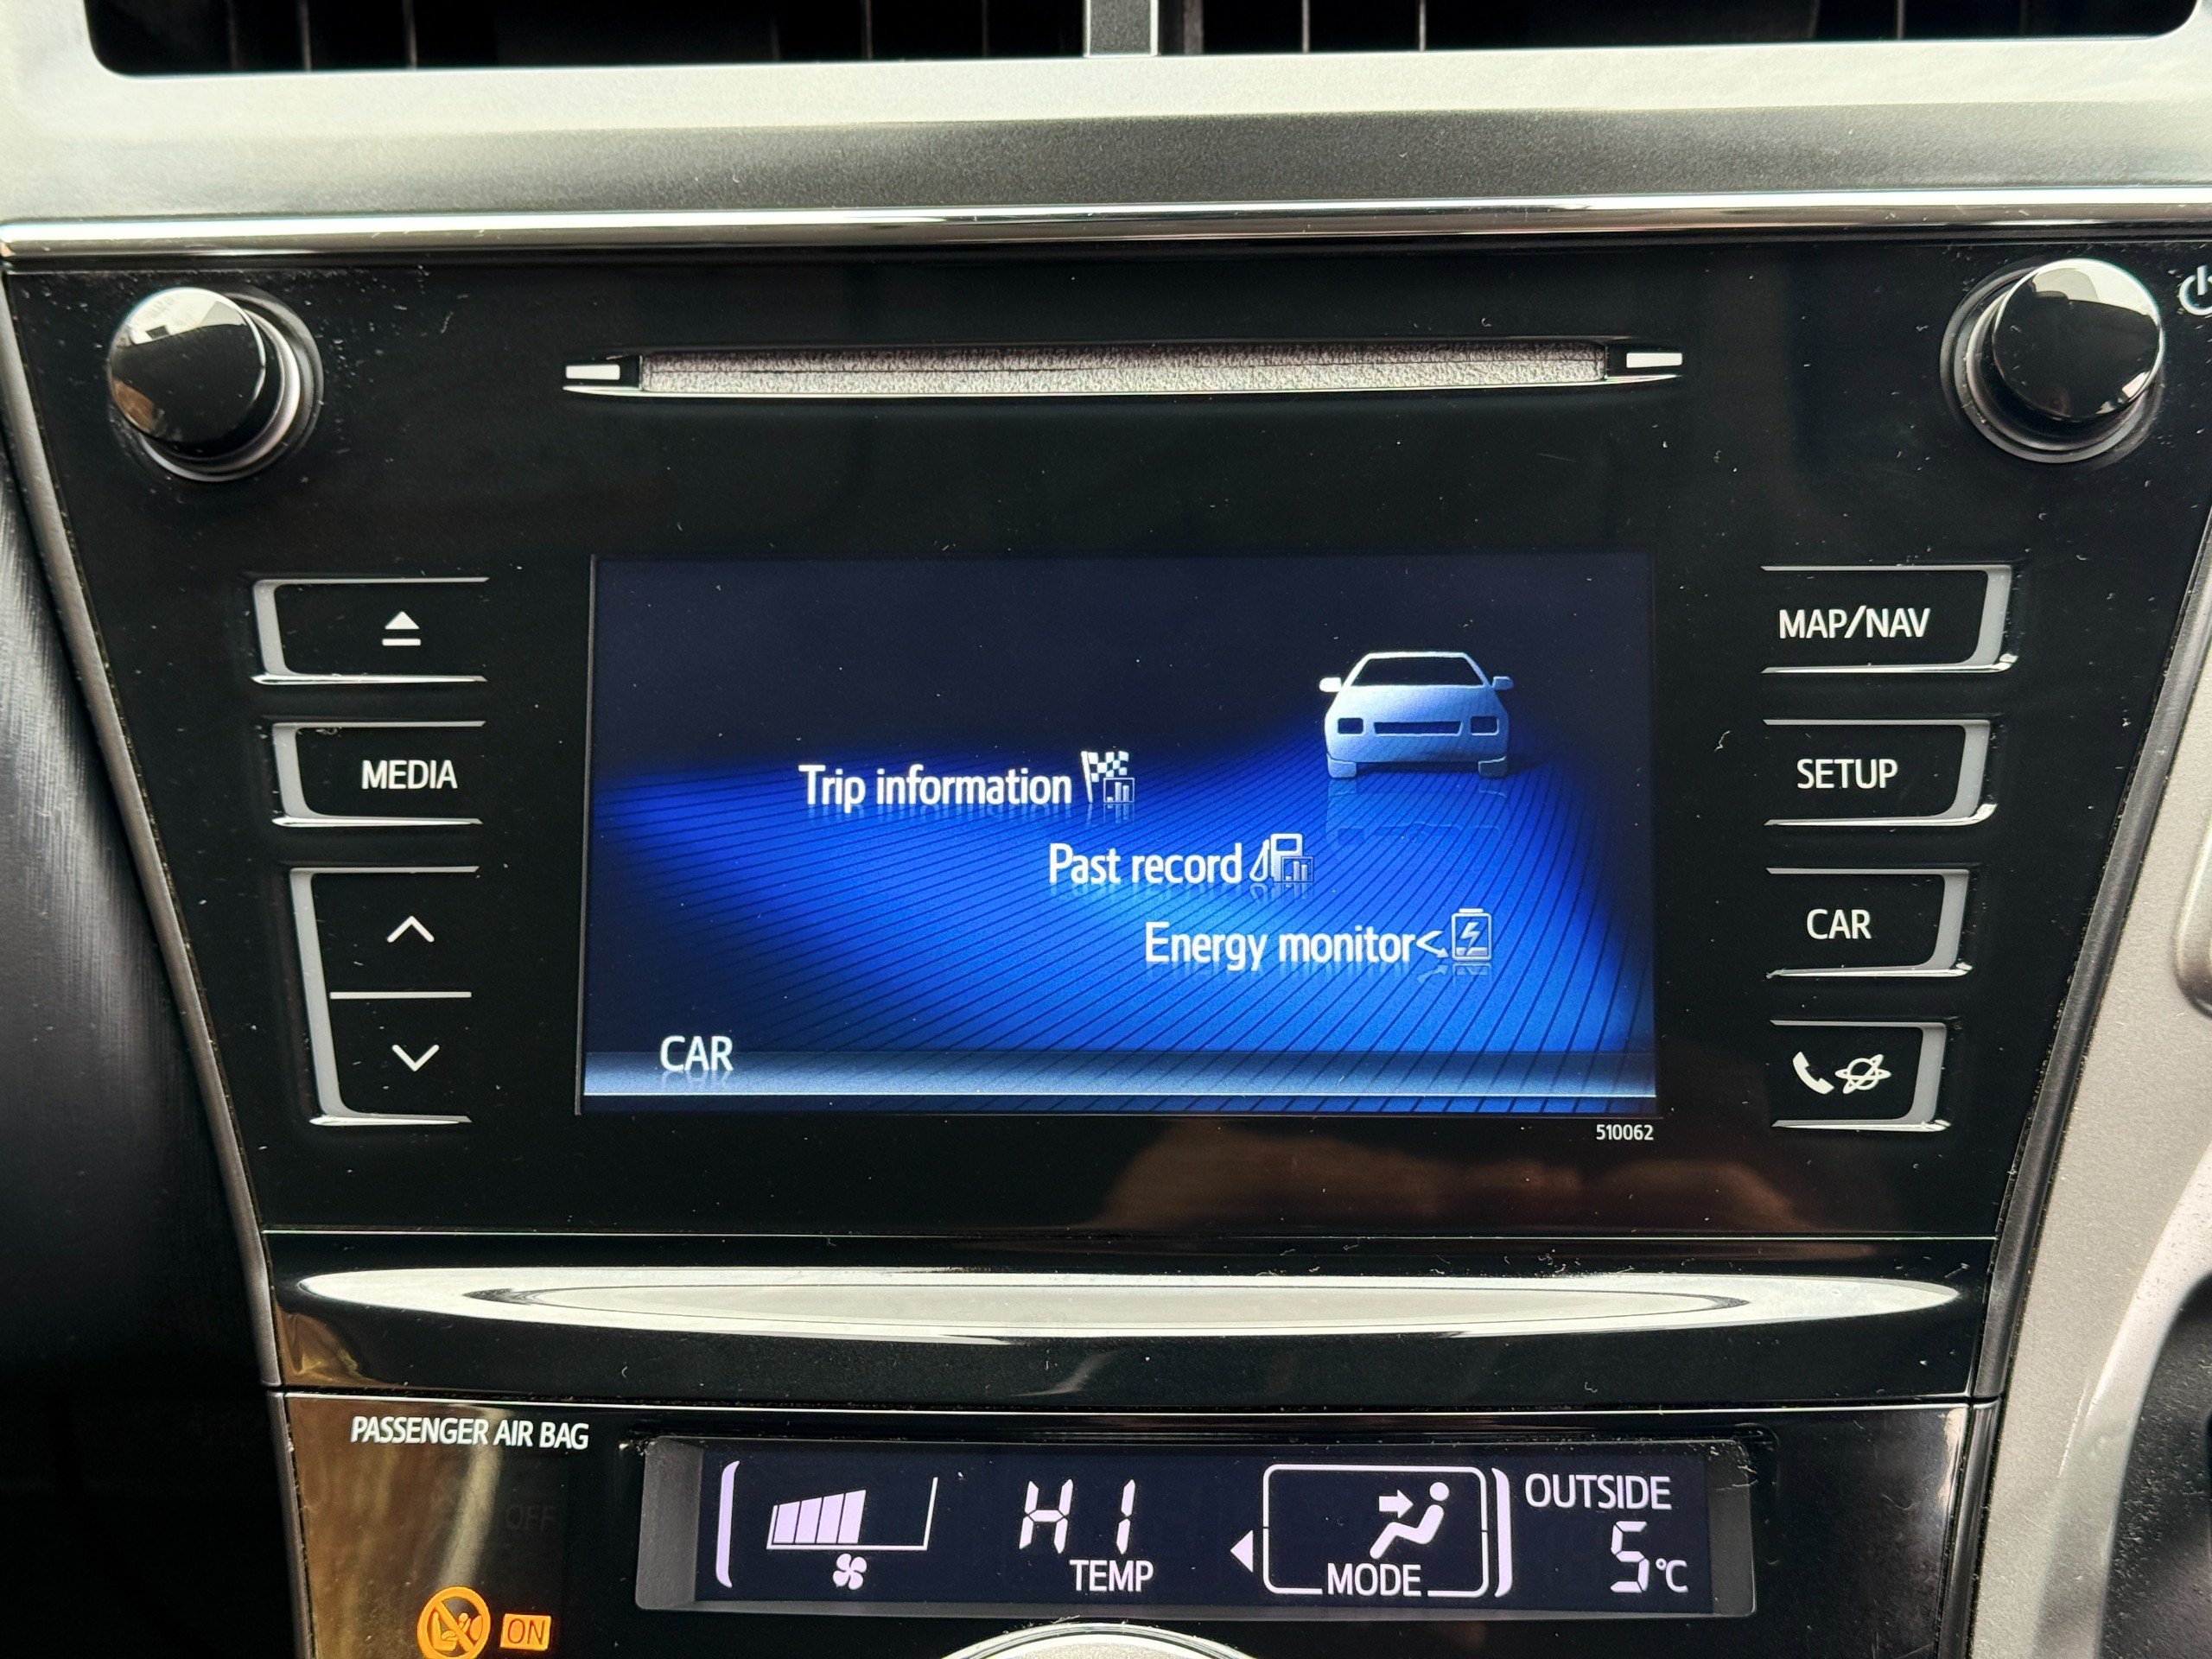 MEDIA
Trip information
Past record
Energy monitor
CAR
MAP/NAV
SETUP
CAR
510062
PASSENGER AIR BAG
OFF
ON
HI
TEMP
MODE
OUTSIDE
5°C